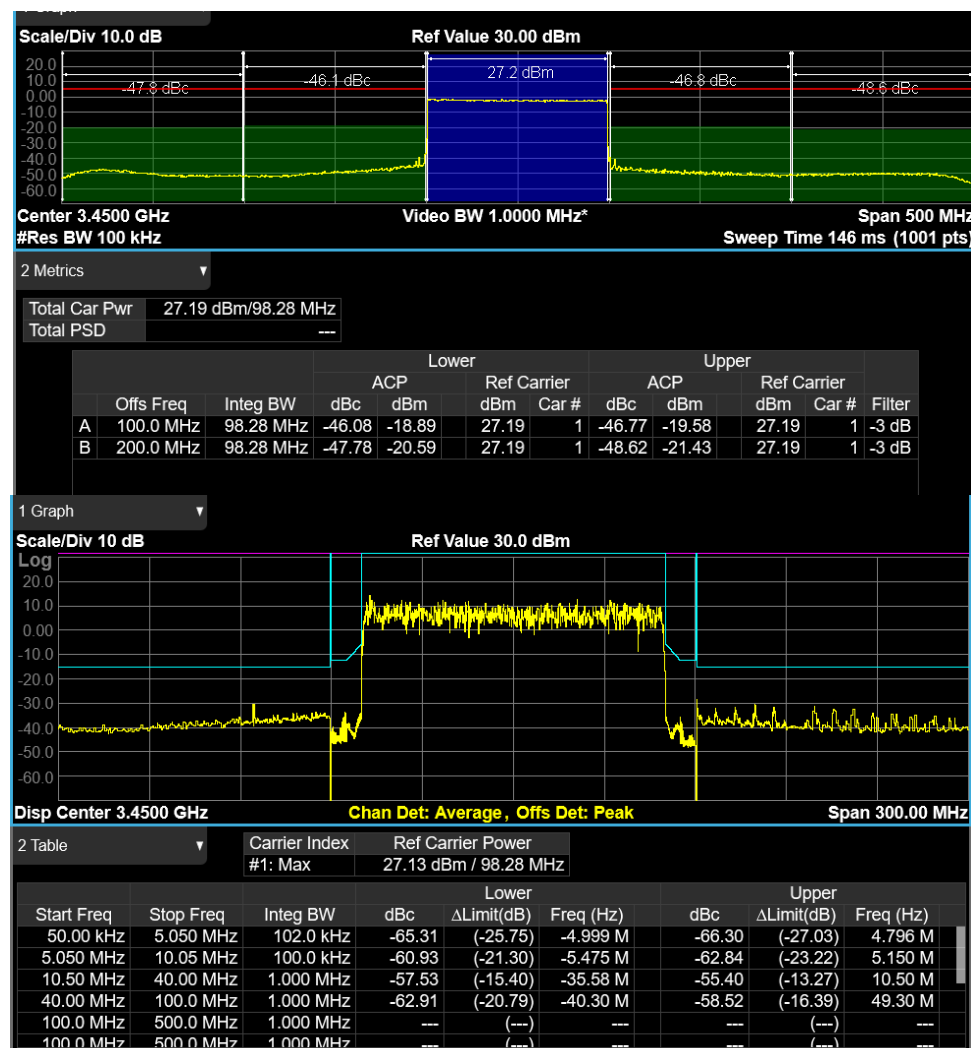 1 Graph
Scale/Div 10.0 dB Ref Value 30.00 dBm
20.0
10.0
0.00
-10.0
-20.0
-30.0
-40.0
-50.0
-60.0
-47.8 dBc -46.1 dBc 27.2 dBm -46.8 dBc -48.6 dBc
Center 3.4500 GHz Video BW 1.0000 MHz* Span 500 MHz
#Res BW 100 kHz Sweep Time 146 ms (1001 pts)
2 Metrics ▼
Total Car Pwr 27.19 dBm/98.28 MHz
Total PSD ---
Lower Upper
ACP Ref Carrier ACP Ref Carrier
Offs Freq Integ BW dBc dBm dBm Car # dBc dBm dBm Car # Filter
A 100.0 MHz 98.28 MHz -46.08 -18.89 27.19 1 -46.77 -19.58 27.19 1 -3 dB
B 200.0 MHz 98.28 MHz -47.78 -20.59 27.19 1 -48.62 -21.43 27.19 1 -3 dB
1 Graph ▼
Scale/Div 10 dB Ref Value 30.0 dBm
Log
20.0
10.0
0.00
-10.0
-20.0
-30.0
-40.0
-50.0
-60.0
Disp Center 3.4500 GHz Chan Det: Average , Offs Det: Peak Span 300.00 MHz
2 Table ▼ Carrier Index Ref Carrier Power
#1: Max 27.13 dBm / 98.28 MHz
Lower Upper
Start Freq Stop Freq Integ BW dBc ΔLimit(dB) Freq (Hz) dBc ΔLimit(dB) Freq (Hz)
50.00 kHz 5.050 MHz 102.0 kHz -65.31 (-25.75) -4.999 M -66.30 (-27.03) 4.796 M
5.050 MHz 10.05 MHz 100.0 kHz -60.93 (-21.30) -5.475 M -62.84 (-23.22) 5.150 M
10.50 MHz 40.00 MHz 1.000 MHz -57.53 (-15.40) -35.58 M -55.40 (-13.27) 10.50 M
40.00 MHz 100.0 MHz 1.000 MHz -62.91 (-20.79) -40.30 M -58.52 (-16.39) 49.30 M
100.0 MHz 500.0 MHz 1.000 MHz --- (---) --- --- (---) ---
100.0 MHz 500.0 MHz 1.000 MHz --- (---) --- --- (---) ---